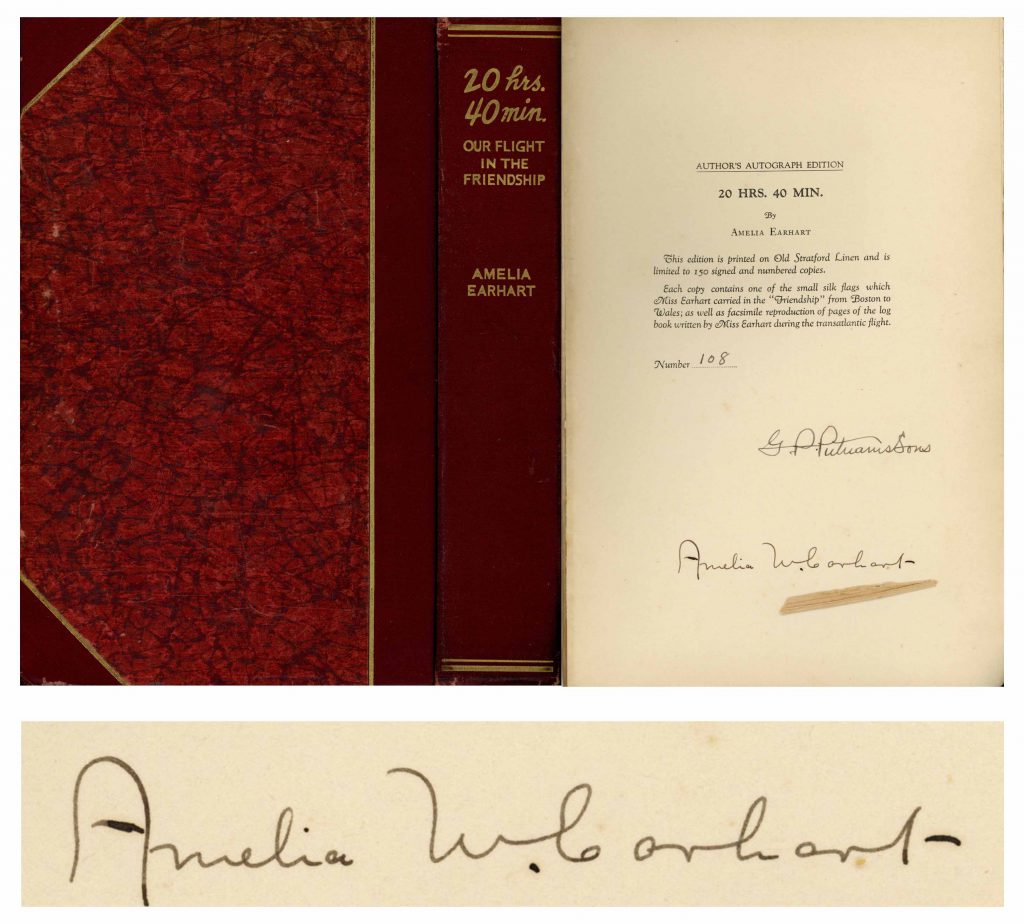 20 hrs.
40 min.
OUR FLIGHT
IN THE
FRIENDSHIP
AMELIA
EARHART
AUTHOR'S AUTOGRAPH EDITION
20 HRS. 40 MIN.
By
AMELIA EARHART
This edition is printed on Old Stratford Linen and is
limited to 150 signed and numbered copies.
Each copy contains one of the small silk flags which
Miss Earhart carried in the "Friendship" from Boston to
Wales; as well as facsimile reproduction of pages of the log
book written by Miss Earhart during the transatlantic flight.
Number 108
G. P. Putnam's Sons
Amelia W. Earhart
Amelia W. Earhart